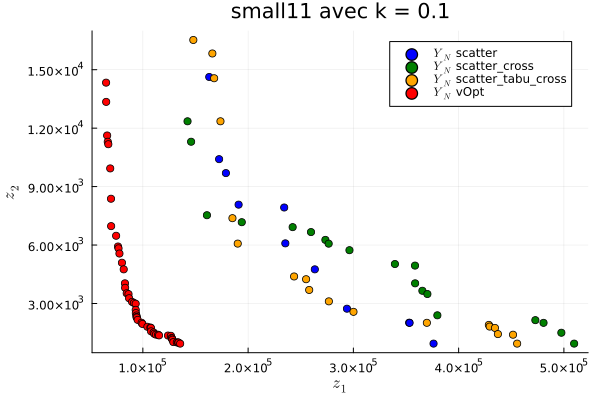 small11 avec k = 0.1
Y_N scatter
Y_N scatter_cross
Y_N scatter_tabu_cross
Y_N vOpt
1.50×10⁴
1.20×10⁴
9.00×10³
6.00×10³
3.00×10³
z₂
1.0×10⁵ 2.0×10⁵ 3.0×10⁵ 4.0×10⁵ 5.0×10⁵
z₁